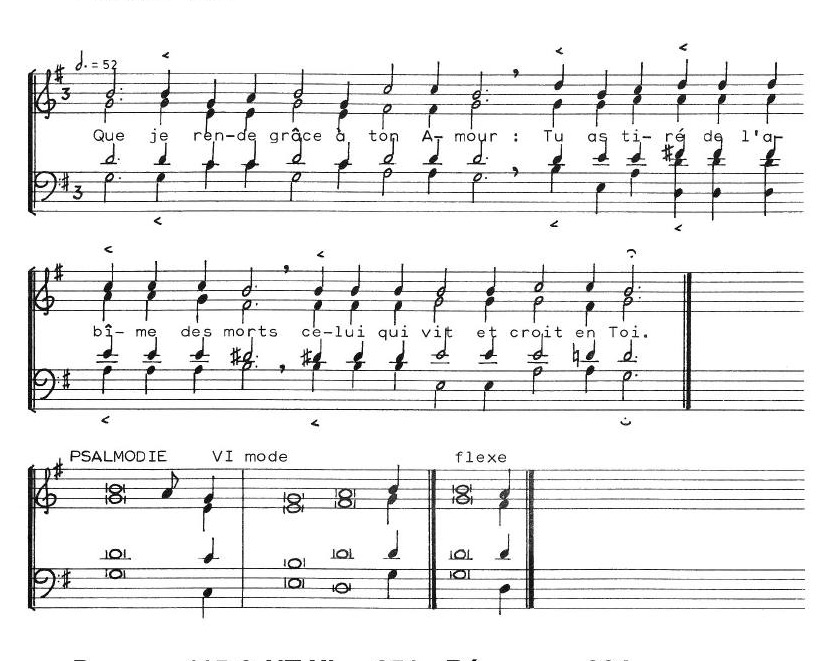 𝅗𝅥. = 52
Que je ren-de grâce à ton A- mour : Tu as ti- ré de l'a-
bî- me des morts ce-lui qui vit et croit en Toi.
PSALMODIE VI mode flexe